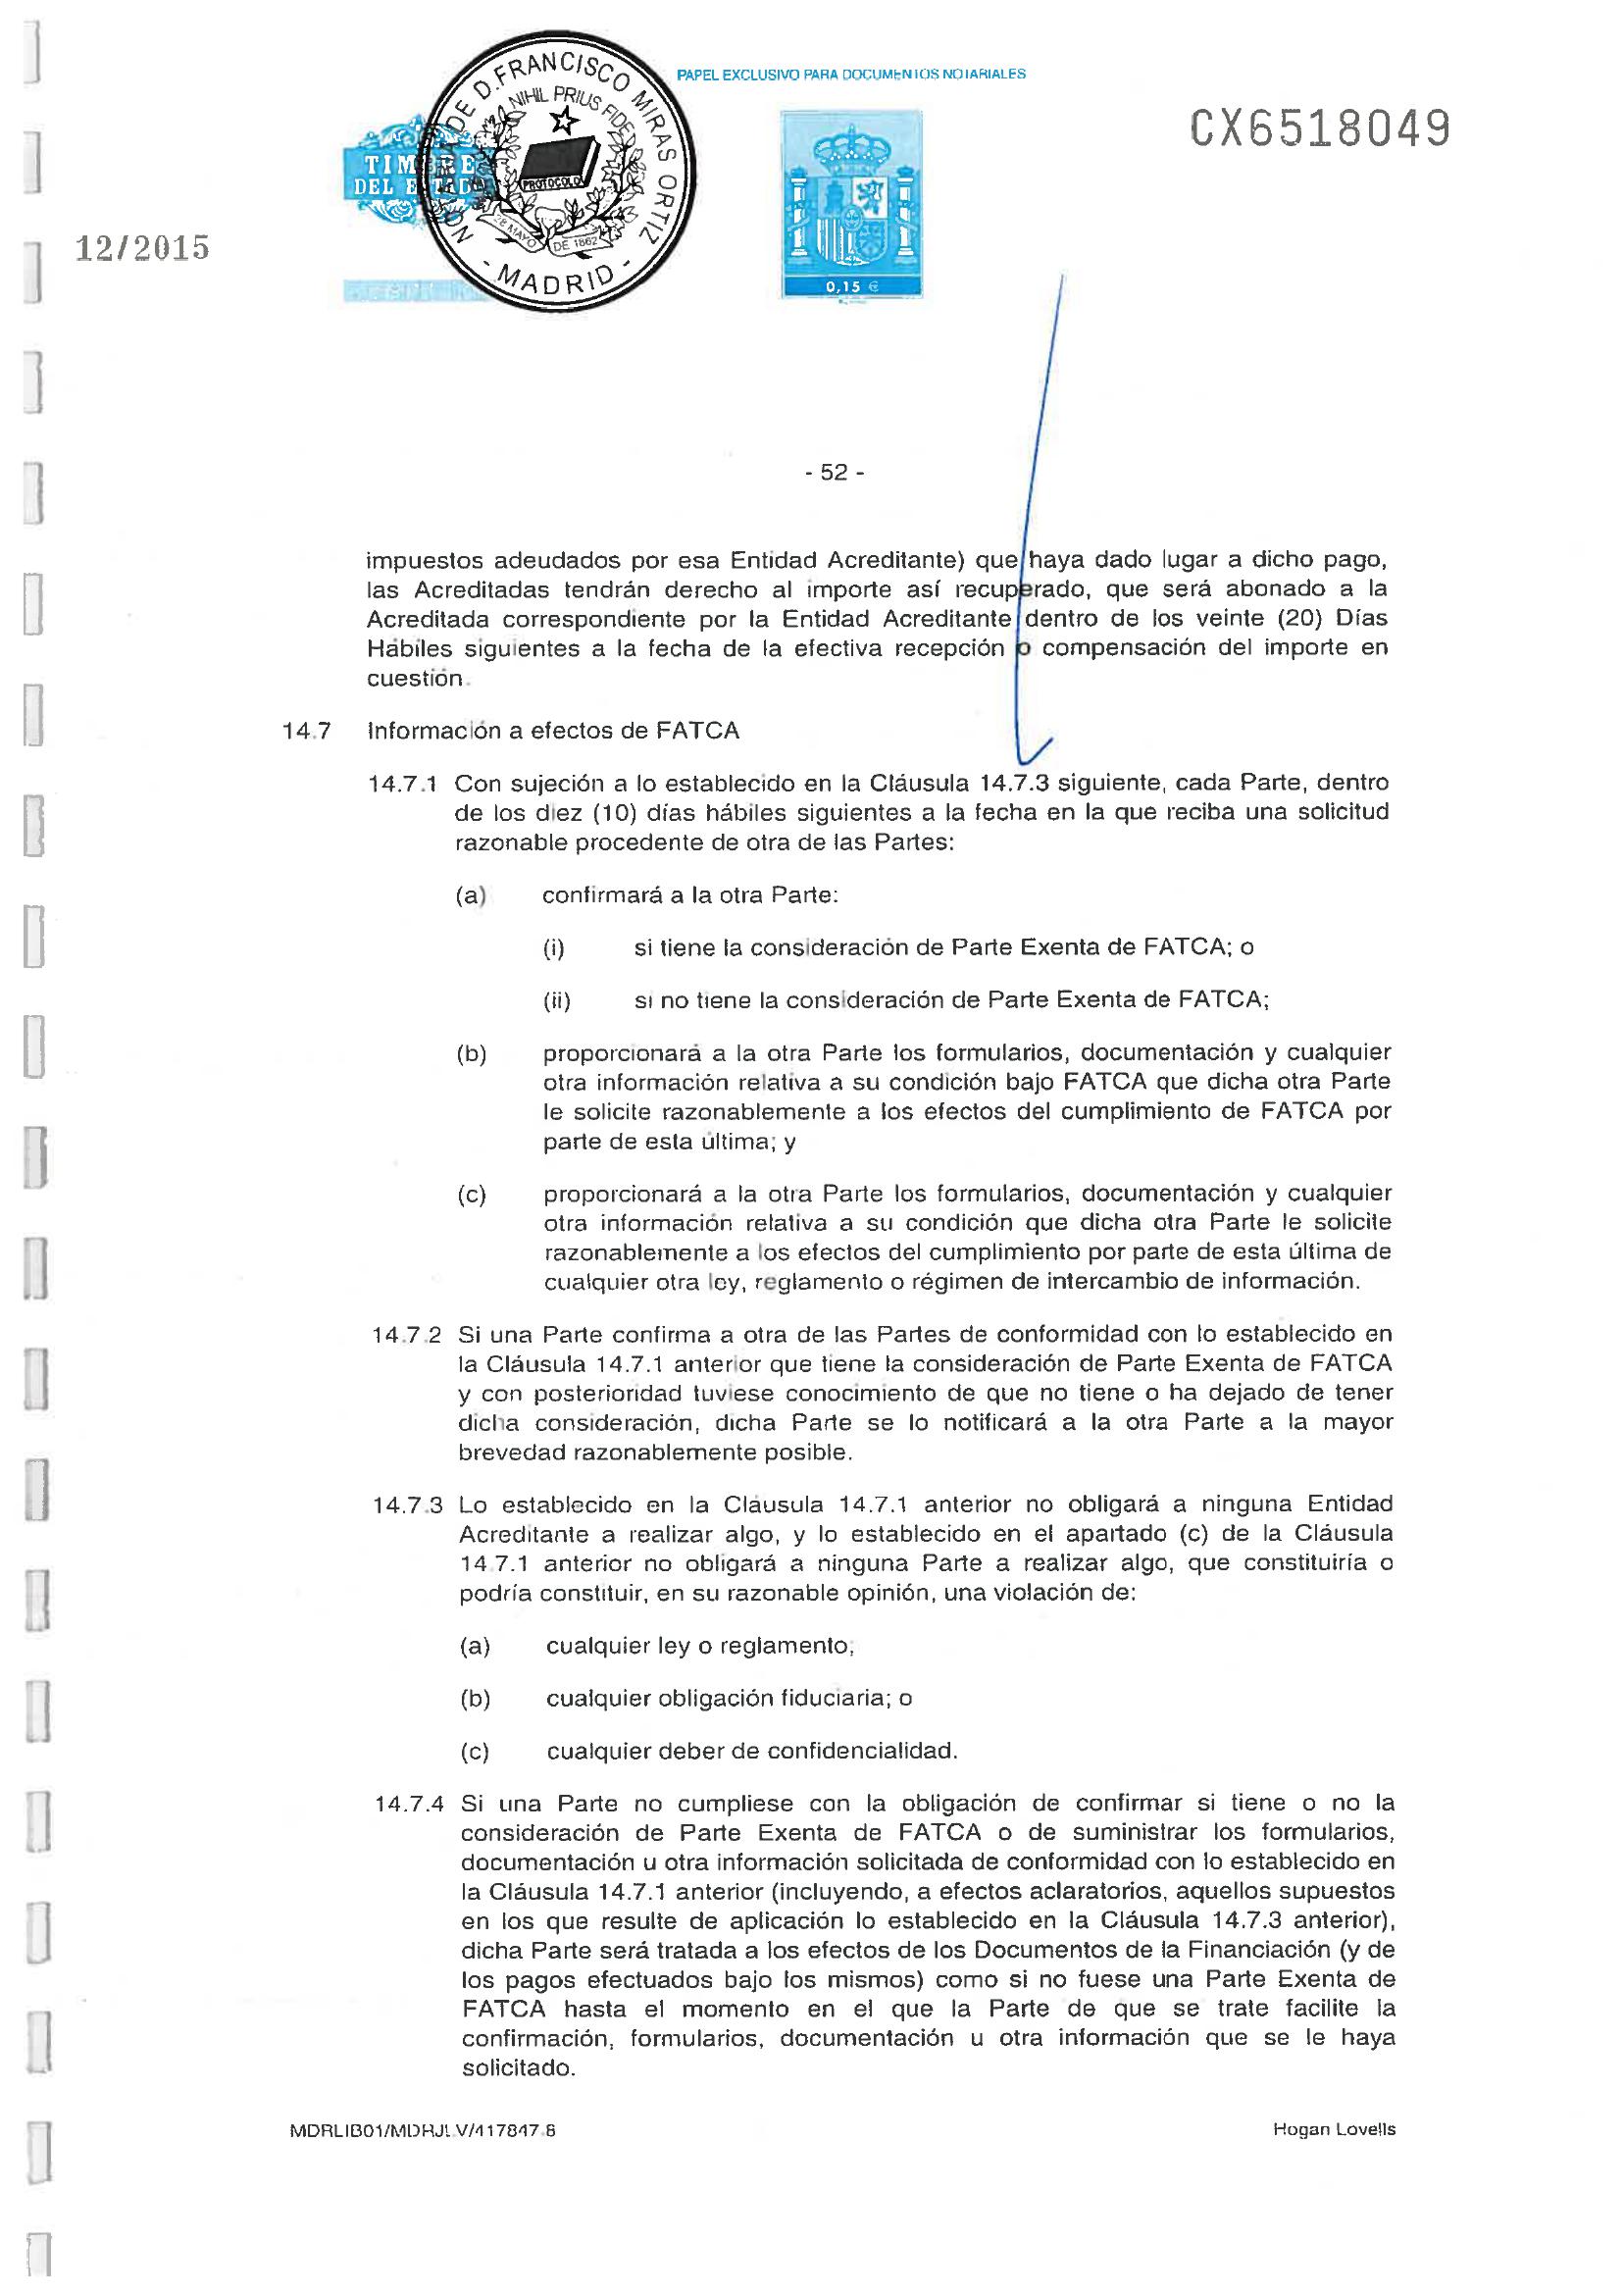 PAPEL EXCLUSIVO PARA DOCUMENTOS NOTARIALES
CX6518049
NOTARIA DE D. FRANCISCO MIRAS ORTIZ
NIHIL PRIUS FIDE
PROTOCOLO
28 MAYO DE 1862
- MADRID -
TIMBRE
DEL ESTADO
0,15 €
12/2015
- 52 -
impuestos adeudados por esa Entidad Acreditante) que haya dado lugar a dicho pago,
las Acreditadas tendrán derecho al importe así recuperado, que será abonado a la
Acreditada correspondiente por la Entidad Acreditante dentro de los veinte (20) Días
Hábiles siguientes a la fecha de la efectiva recepción o compensación del importe en
cuestión.
14.7 Información a efectos de FATCA
14.7.1 Con sujeción a lo establecido en la Cláusula 14.7.3 siguiente, cada Parte, dentro
de los diez (10) días hábiles siguientes a la fecha en la que reciba una solicitud
razonable procedente de otra de las Partes:
(a) confirmará a la otra Parte:
(i) si tiene la consideración de Parte Exenta de FATCA; o
(ii) si no tiene la consideración de Parte Exenta de FATCA;
(b) proporcionará a la otra Parte los formularios, documentación y cualquier
otra información relativa a su condición bajo FATCA que dicha otra Parte
le solicite razonablemente a los efectos del cumplimiento de FATCA por
parte de esta última; y
(c) proporcionará a la otra Parte los formularios, documentación y cualquier
otra información relativa a su condición que dicha otra Parte le solicite
razonablemente a los efectos del cumplimiento por parte de esta última de
cualquier otra ley, reglamento o régimen de intercambio de información.
14.7.2 Si una Parte confirma a otra de las Partes de conformidad con lo establecido en
la Cláusula 14.7.1 anterior que tiene la consideración de Parte Exenta de FATCA
y con posterioridad tuviese conocimiento de que no tiene o ha dejado de tener
dicha consideración, dicha Parte se lo notificará a la otra Parte a la mayor
brevedad razonablemente posible.
14.7.3 Lo establecido en la Cláusula 14.7.1 anterior no obligará a ninguna Entidad
Acreditante a realizar algo, y lo establecido en el apartado (c) de la Cláusula
14.7.1 anterior no obligará a ninguna Parte a realizar algo, que constituiría o
podría constituir, en su razonable opinión, una violación de:
(a) cualquier ley o reglamento;
(b) cualquier obligación fiduciaria; o
(c) cualquier deber de confidencialidad.
14.7.4 Si una Parte no cumpliese con la obligación de confirmar si tiene o no la
consideración de Parte Exenta de FATCA o de suministrar los formularios,
documentación u otra información solicitada de conformidad con lo establecido en
la Cláusula 14.7.1 anterior (incluyendo, a efectos aclaratorios, aquellos supuestos
en los que resulte de aplicación lo establecido en la Cláusula 14.7.3 anterior),
dicha Parte será tratada a los efectos de los Documentos de la Financiación (y de
los pagos efectuados bajo los mismos) como si no fuese una Parte Exenta de
FATCA hasta el momento en el que la Parte de que se trate facilite la
confirmación, formularios, documentación u otra información que se le haya
solicitado.
MDRLIB01/MDRJLV/417847.8
Hogan Lovells